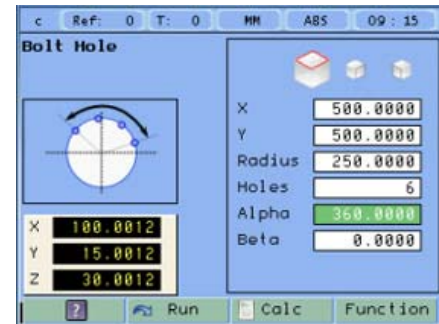 c Ref: 0 T: 0 MM ABS 09 : 15
Bolt Hole
X 500.0000
Y 500.0000
Radius 250.0000
Holes 6
Alpha 360.0000
Beta 0.0000
X 100.0012
Y 15.0012
Z 30.0012
? Run Calc Function